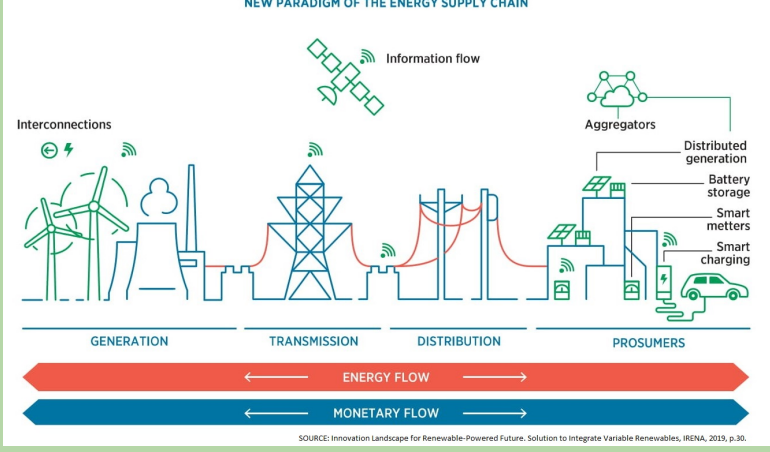 NEW PARADIGM OF THE ENERGY SUPPLY CHAIN
Information flow
Interconnections
Aggregators
Distributed
generation
Battery
storage
Smart
metters
Smart
charging
GENERATION
TRANSMISSION
DISTRIBUTION
PROSUMERS
ENERGY FLOW
MONETARY FLOW
SOURCE: Innovation Landscape for Renewable-Powered Future. Solution to Integrate Variable Renewables, IRENA, 2019, p.30.